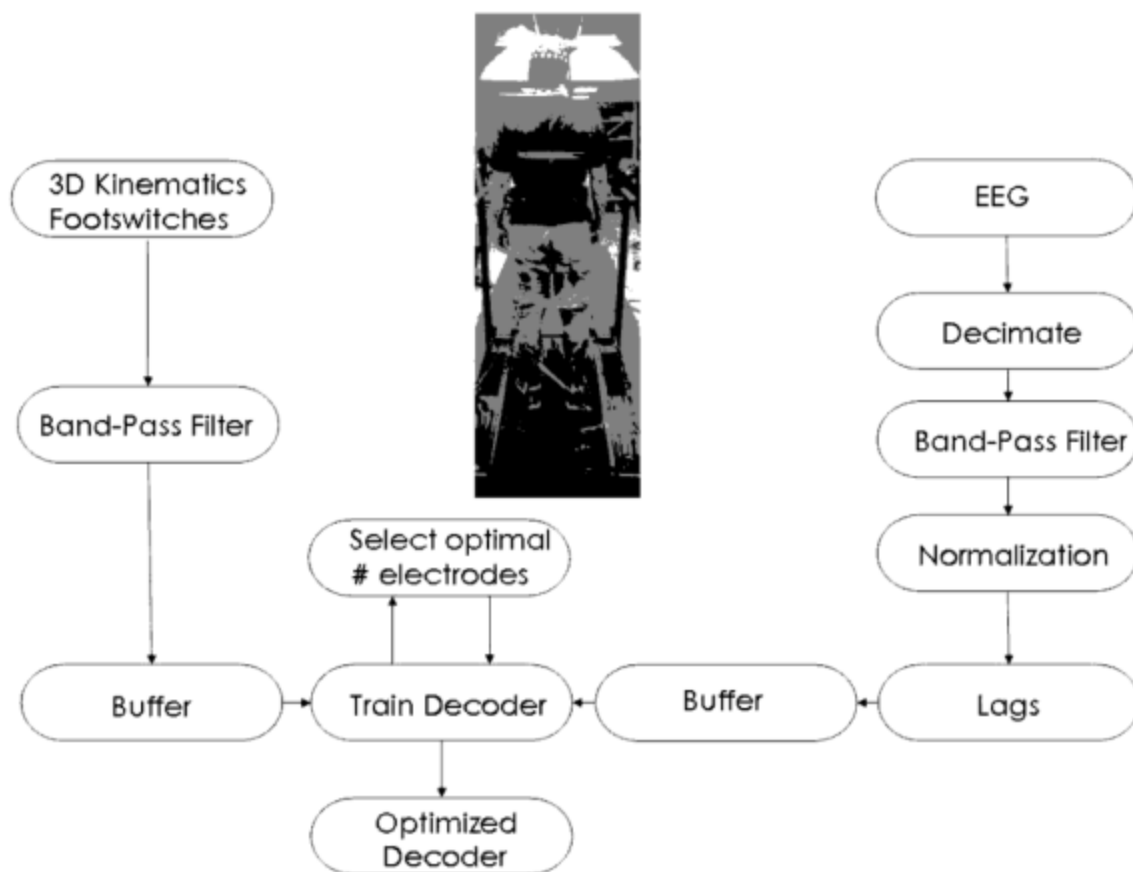 3D Kinematics
Footswitches
EEG
Decimate
Band-Pass Filter
Band-Pass Filter
Select optimal
# electrodes
Normalization
Buffer
Train Decoder
Buffer
Lags
Optimized
Decoder